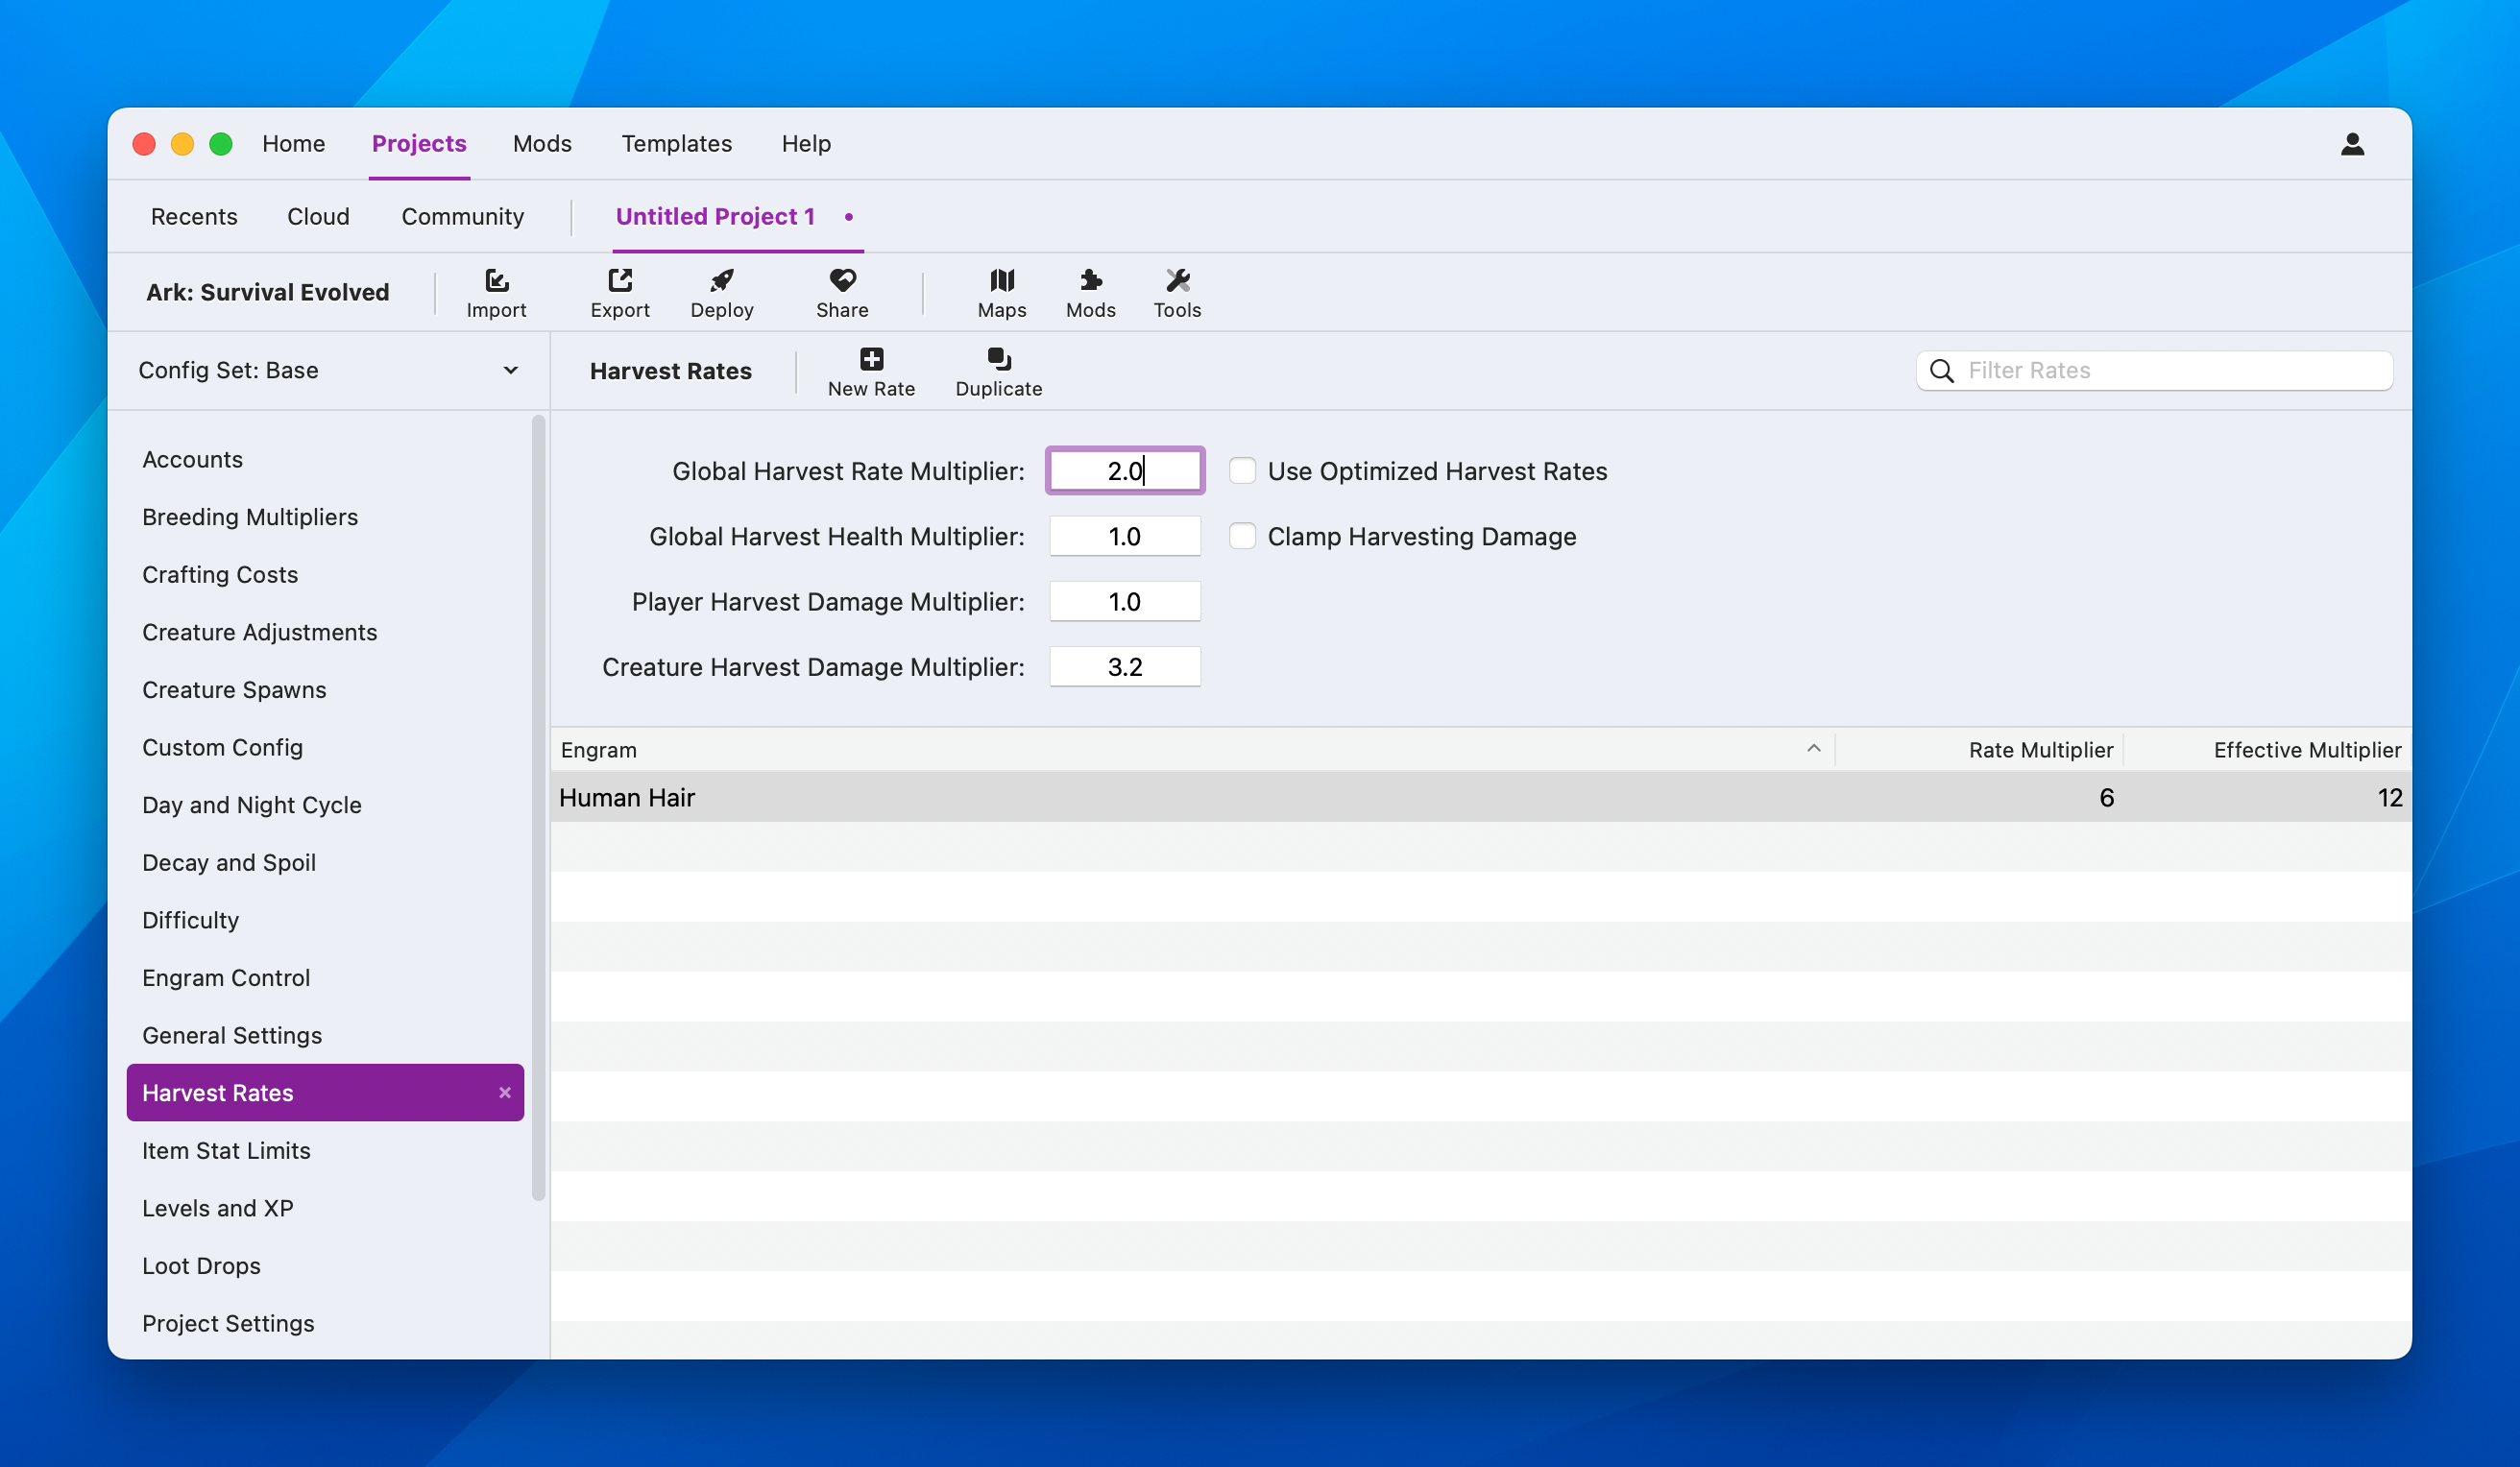 Home Projects Mods Templates Help
Recents Cloud Community Untitled Project 1 •
Ark: Survival Evolved Import Export Deploy Share Maps Mods Tools
Config Set: Base
Harvest Rates New Rate Duplicate Filter Rates
Accounts
Breeding Multipliers
Crafting Costs
Creature Adjustments
Creature Spawns
Custom Config
Day and Night Cycle
Decay and Spoil
Difficulty
Engram Control
General Settings
Harvest Rates
Item Stat Limits
Levels and XP
Loot Drops
Project Settings
Global Harvest Rate Multiplier: 2.0 Use Optimized Harvest Rates
Global Harvest Health Multiplier: 1.0 Clamp Harvesting Damage
Player Harvest Damage Multiplier: 1.0
Creature Harvest Damage Multiplier: 3.2
Engram Rate Multiplier Effective Multiplier
Human Hair 6 12